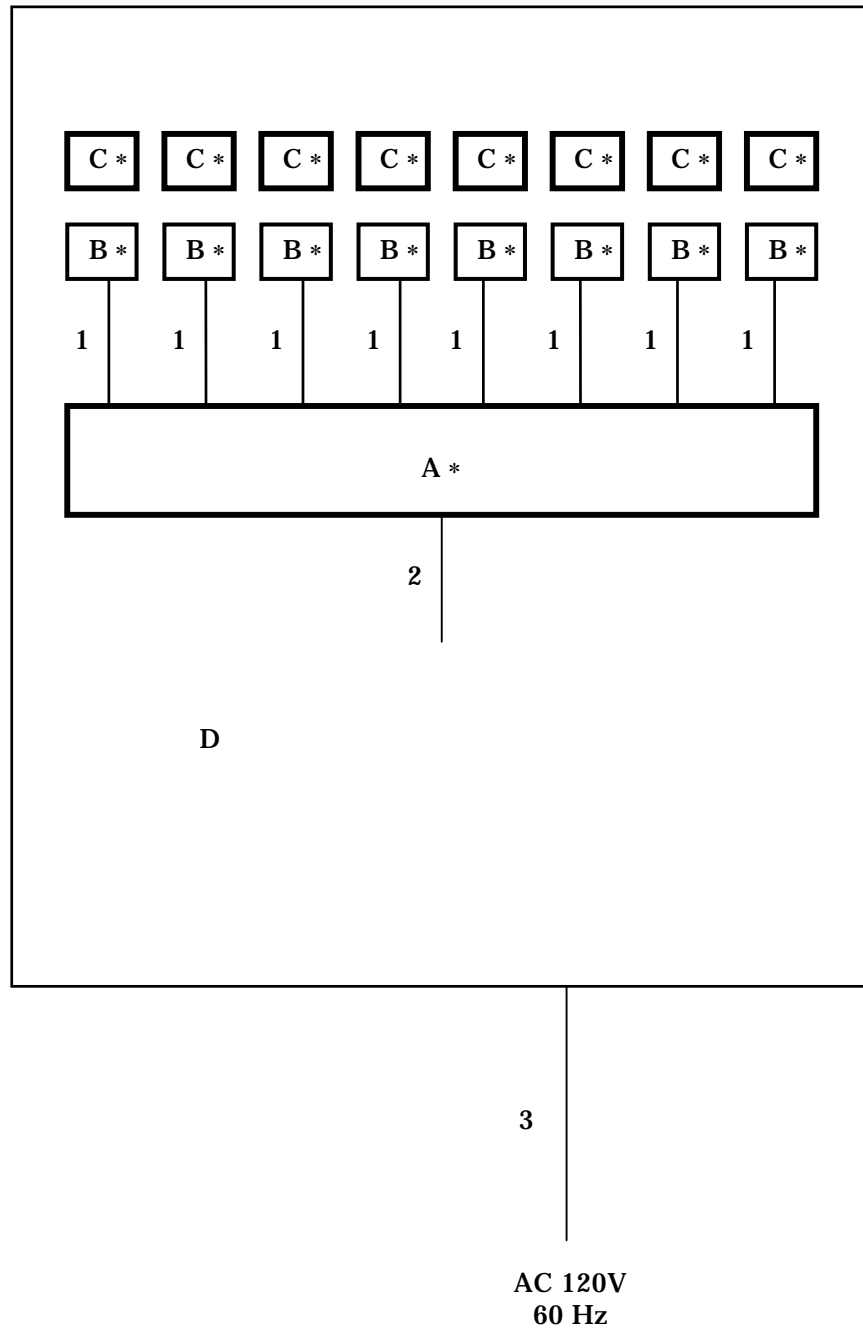 C * C * C * C * C * C * C * C *
B * B * B * B * B * B * B * B *
1 1 1 1 1 1 1 1
A *
2
D
3
AC 120V
60 Hz